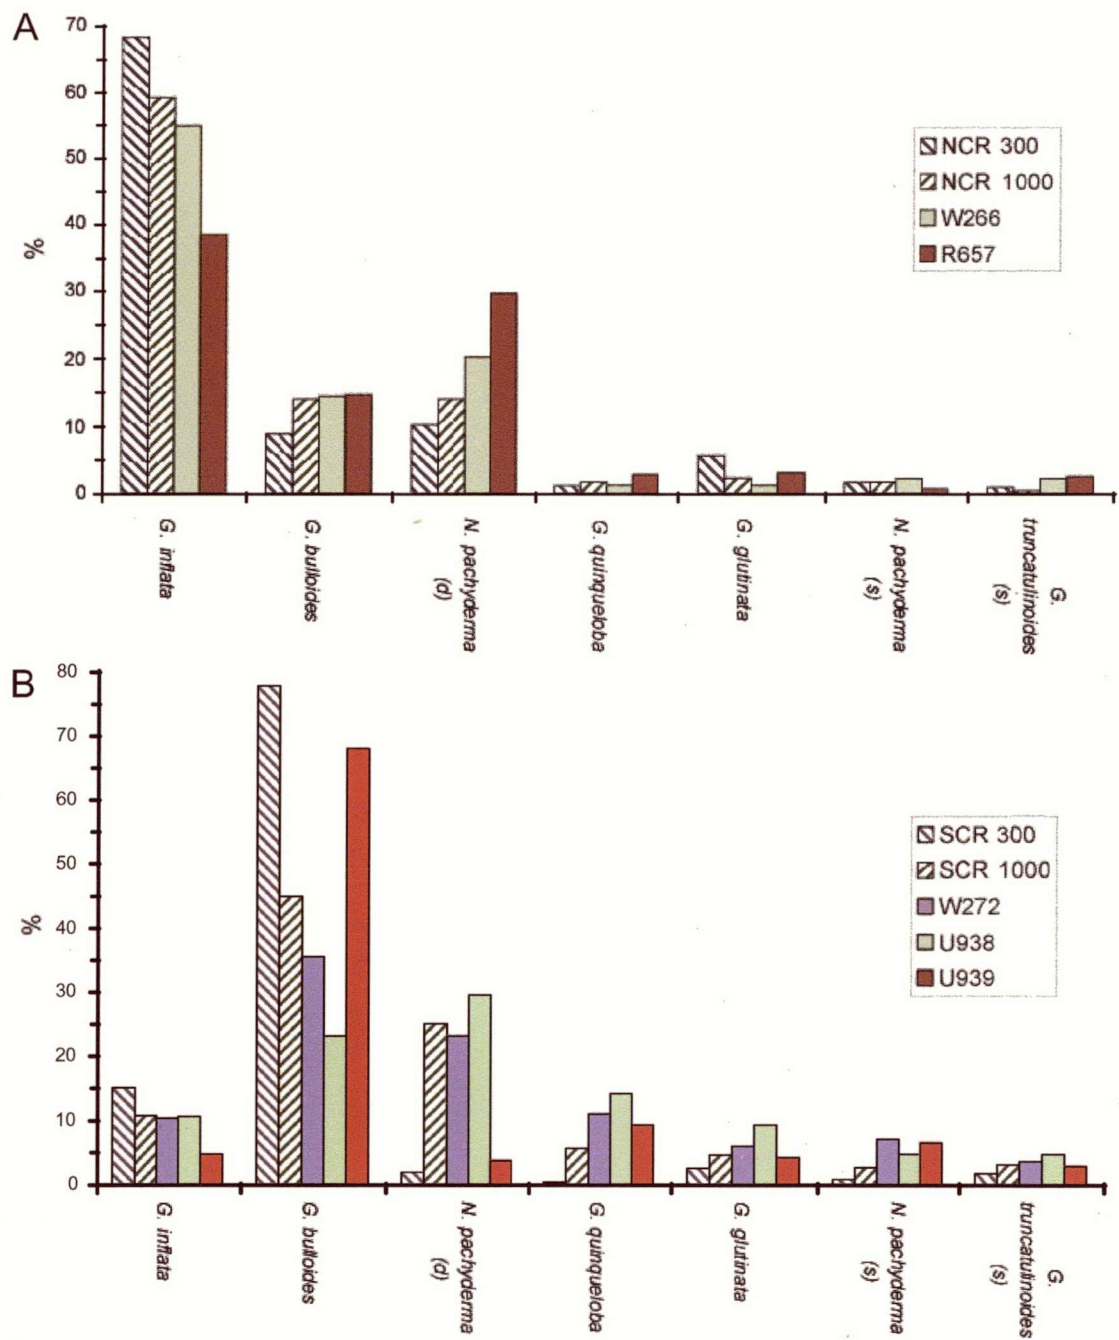 A
70
60
50
40
30
20
10
0
%
NCR 300
NCR 1000
W266
R657
G. inflata
G. bulloides
N. pachyderma
(d)
G. quinqueloba
G. glutinata
N. pachyderma
(s)
G.
truncatulinoides
(s)
B
80
70
60
50
40
30
20
10
0
%
SCR 300
SCR 1000
W272
U938
U939
G. inflata
G. bulloides
N. pachyderma
(d)
G. quinqueloba
G. glutinata
N. pachyderma
(s)
G.
truncatulinoides
(s)